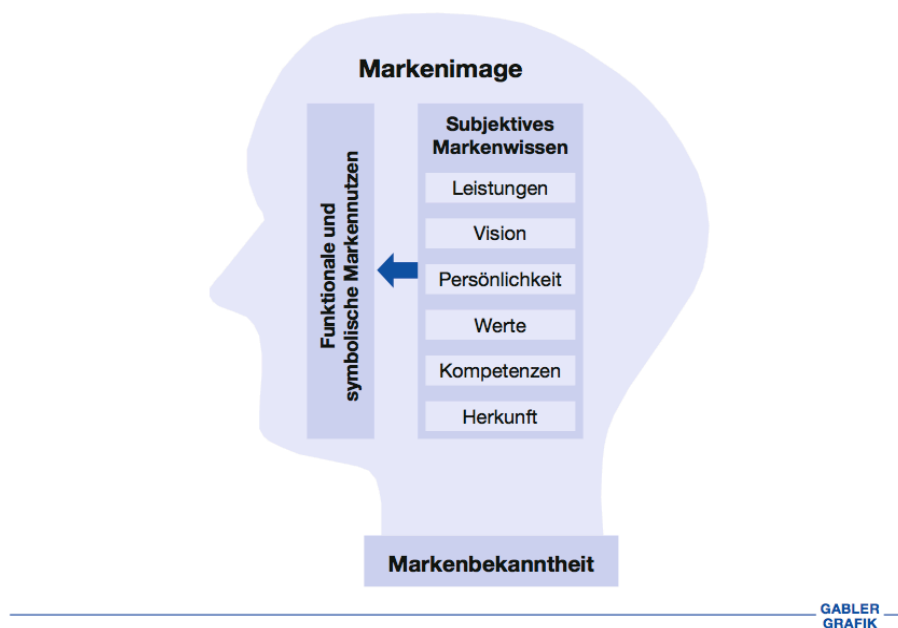 Markenimage
Funktionale und
symbolische Markennutzen
Subjektives
Markenwissen
Leistungen
Vision
Persönlichkeit
Werte
Kompetenzen
Herkunft
Markenbekanntheit
GABLER
GRAFIK